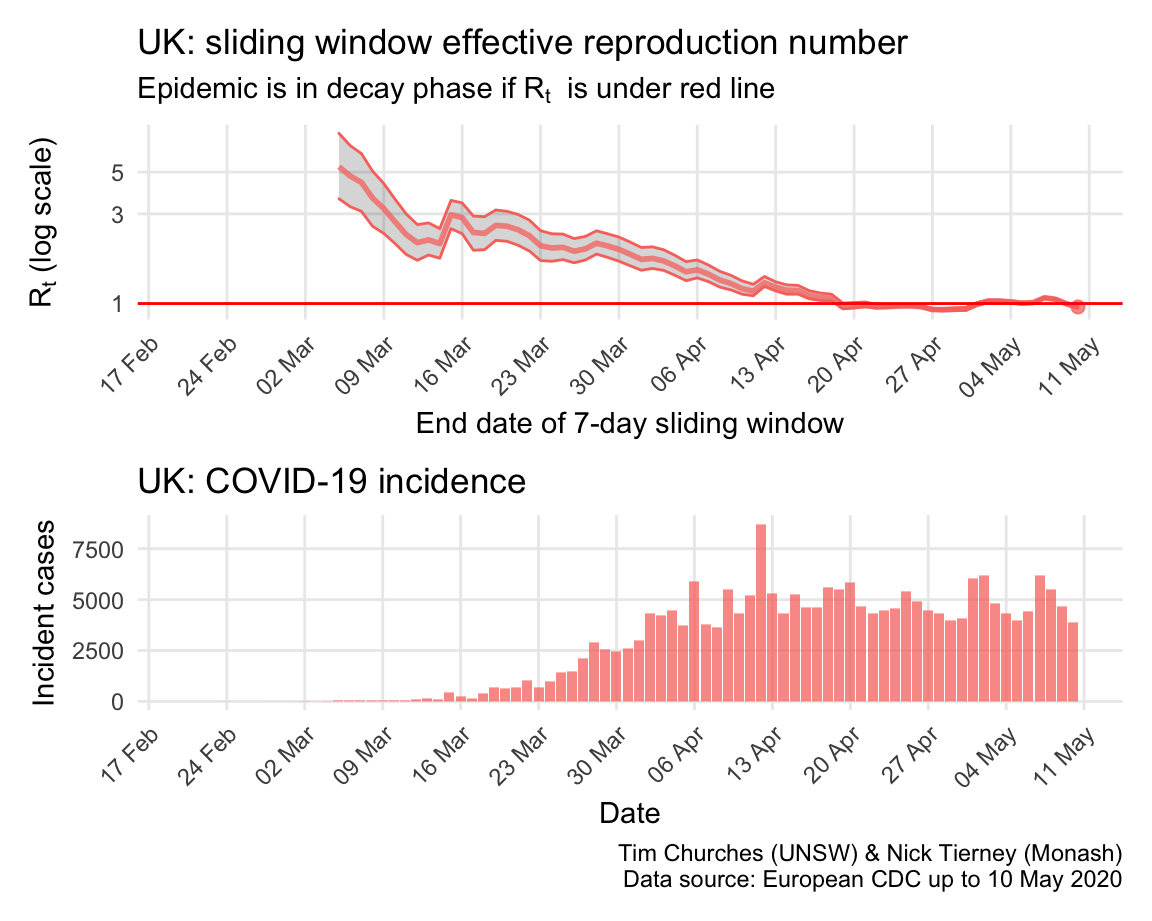 UK: sliding window effective reproduction number
Epidemic is in decay phase if Rt is under red line
Rt (log scale)
5
3
1
17 Feb
24 Feb
02 Mar
09 Mar
16 Mar
23 Mar
30 Mar
06 Apr
13 Apr
20 Apr
27 Apr
04 May
11 May
End date of 7-day sliding window
UK: COVID-19 incidence
Incident cases
7500
5000
2500
0
17 Feb
24 Feb
02 Mar
09 Mar
16 Mar
23 Mar
30 Mar
06 Apr
13 Apr
20 Apr
27 Apr
04 May
11 May
Date
Tim Churches (UNSW) & Nick Tierney (Monash)
Data source: European CDC up to 10 May 2020